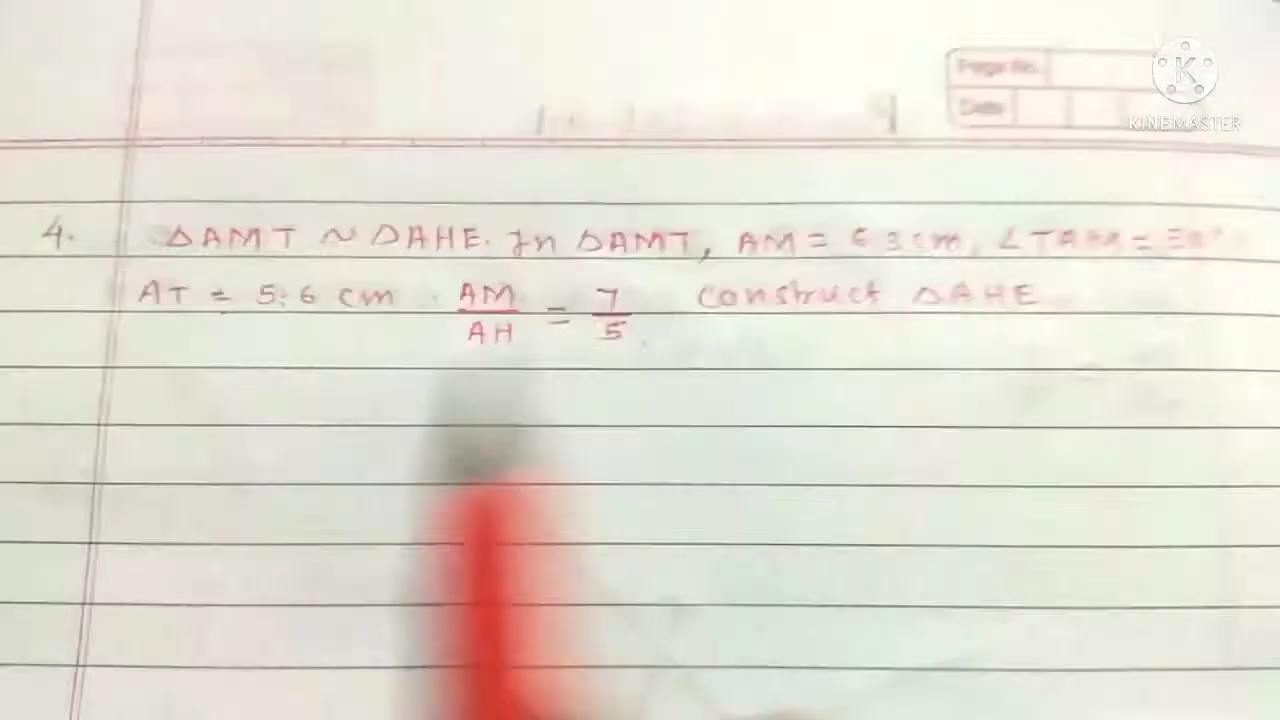 Page No.
Date
KINEMASTER
4. ΔAMT ~ ΔAHE. In ΔAMT, AM = 6.3 cm, ∠TAM =
AT = 5.6 cm . AM/AH = 7/5 construct ΔAHE